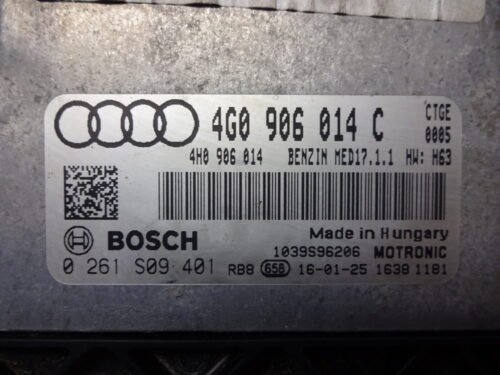 4G0 906 014 C CTGE 0005
4H0 906 014 BENZIN MED17.1.1 HW: H63
Made in Hungary
BOSCH 1039S96206 MOTRONIC
0 261 S09 401 RB8 658 16-01-25 1638 1181